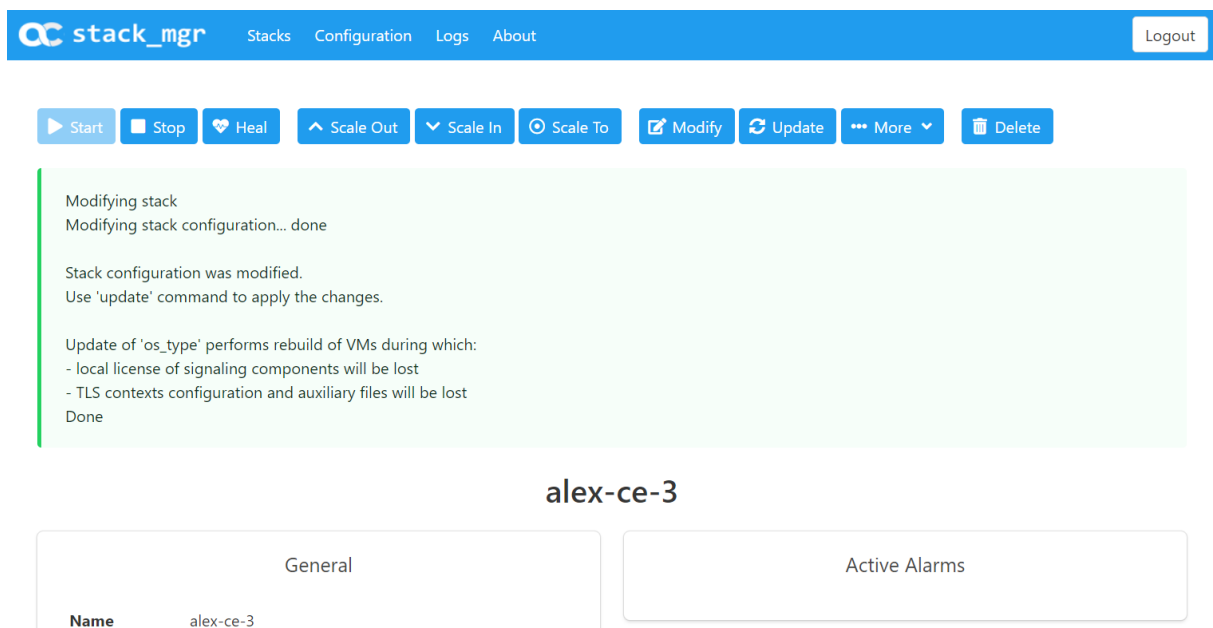 stack_mgr Stacks Configuration Logs About Logout
Start Stop Heal Scale Out Scale In Scale To Modify Update More Delete
Modifying stack
Modifying stack configuration... done
Stack configuration was modified.
Use 'update' command to apply the changes.
Update of 'os_type' performs rebuild of VMs during which:
- local license of signaling components will be lost
- TLS contexts configuration and auxiliary files will be lost
Done
alex-ce-3
General
Name alex-ce-3
Active Alarms